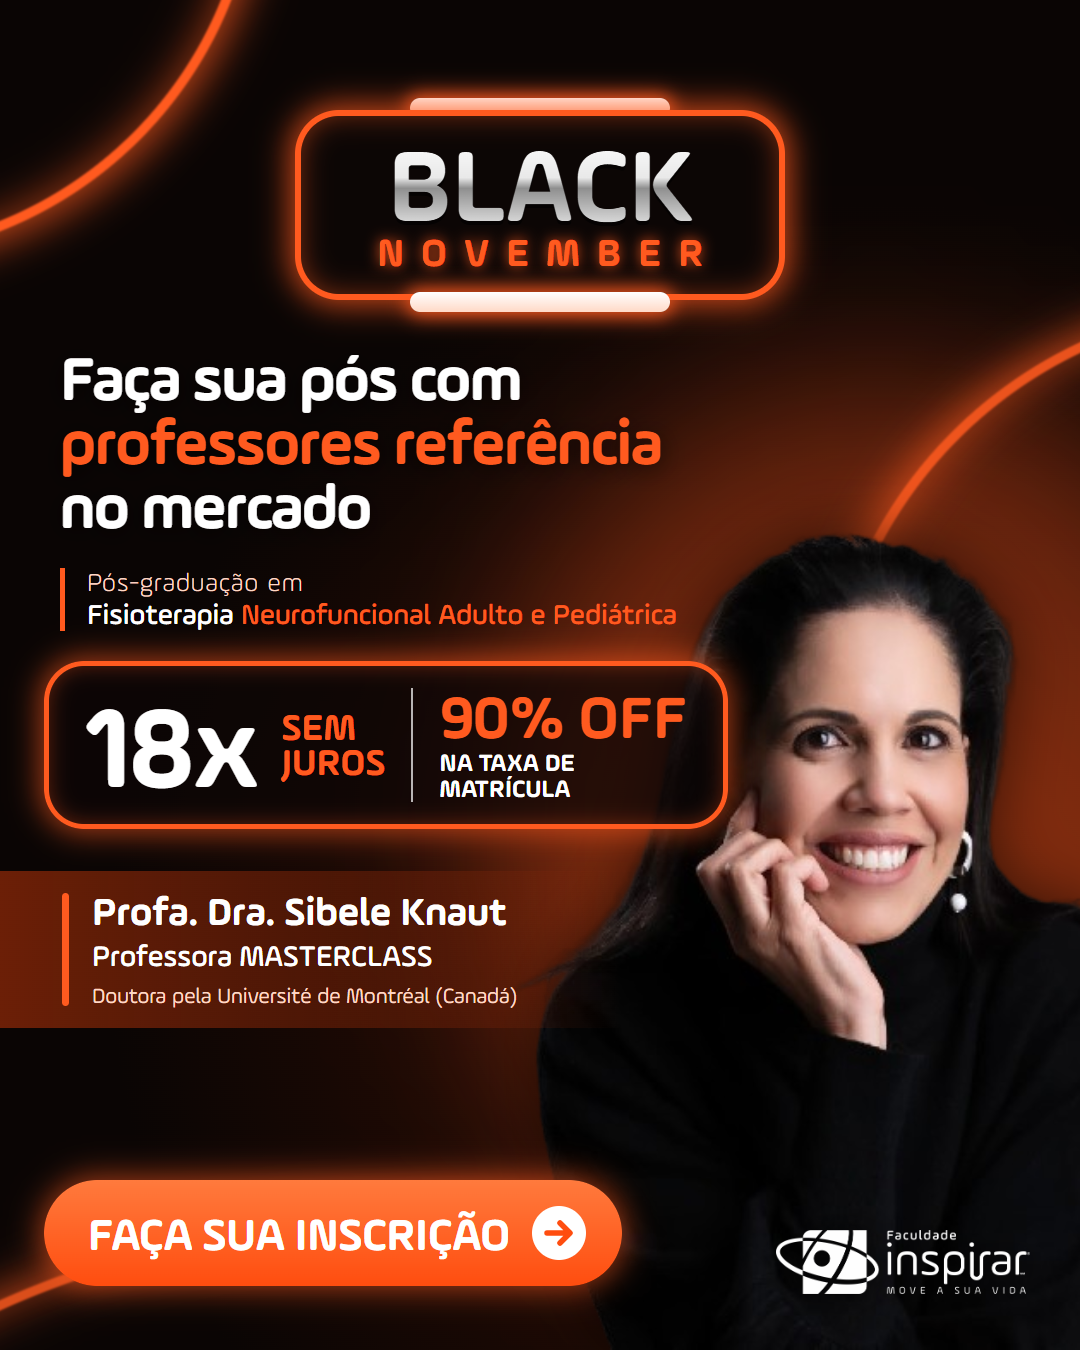 BLACK
NOVEMBER
Faça sua pós com
professores referência
no mercado
Pós-graduação em
Fisioterapia Neurofuncional Adulto e Pediátrica
18x SEM JUROS
90% OFF
NA TAXA DE
MATRÍCULA
Profa. Dra. Sibele Knaut
Professora MASTERCLASS
Doutora pela Université de Montréal (Canadá)
FAÇA SUA INSCRIÇÃO
Faculdade
inspirar
MOVE A SUA VIDA